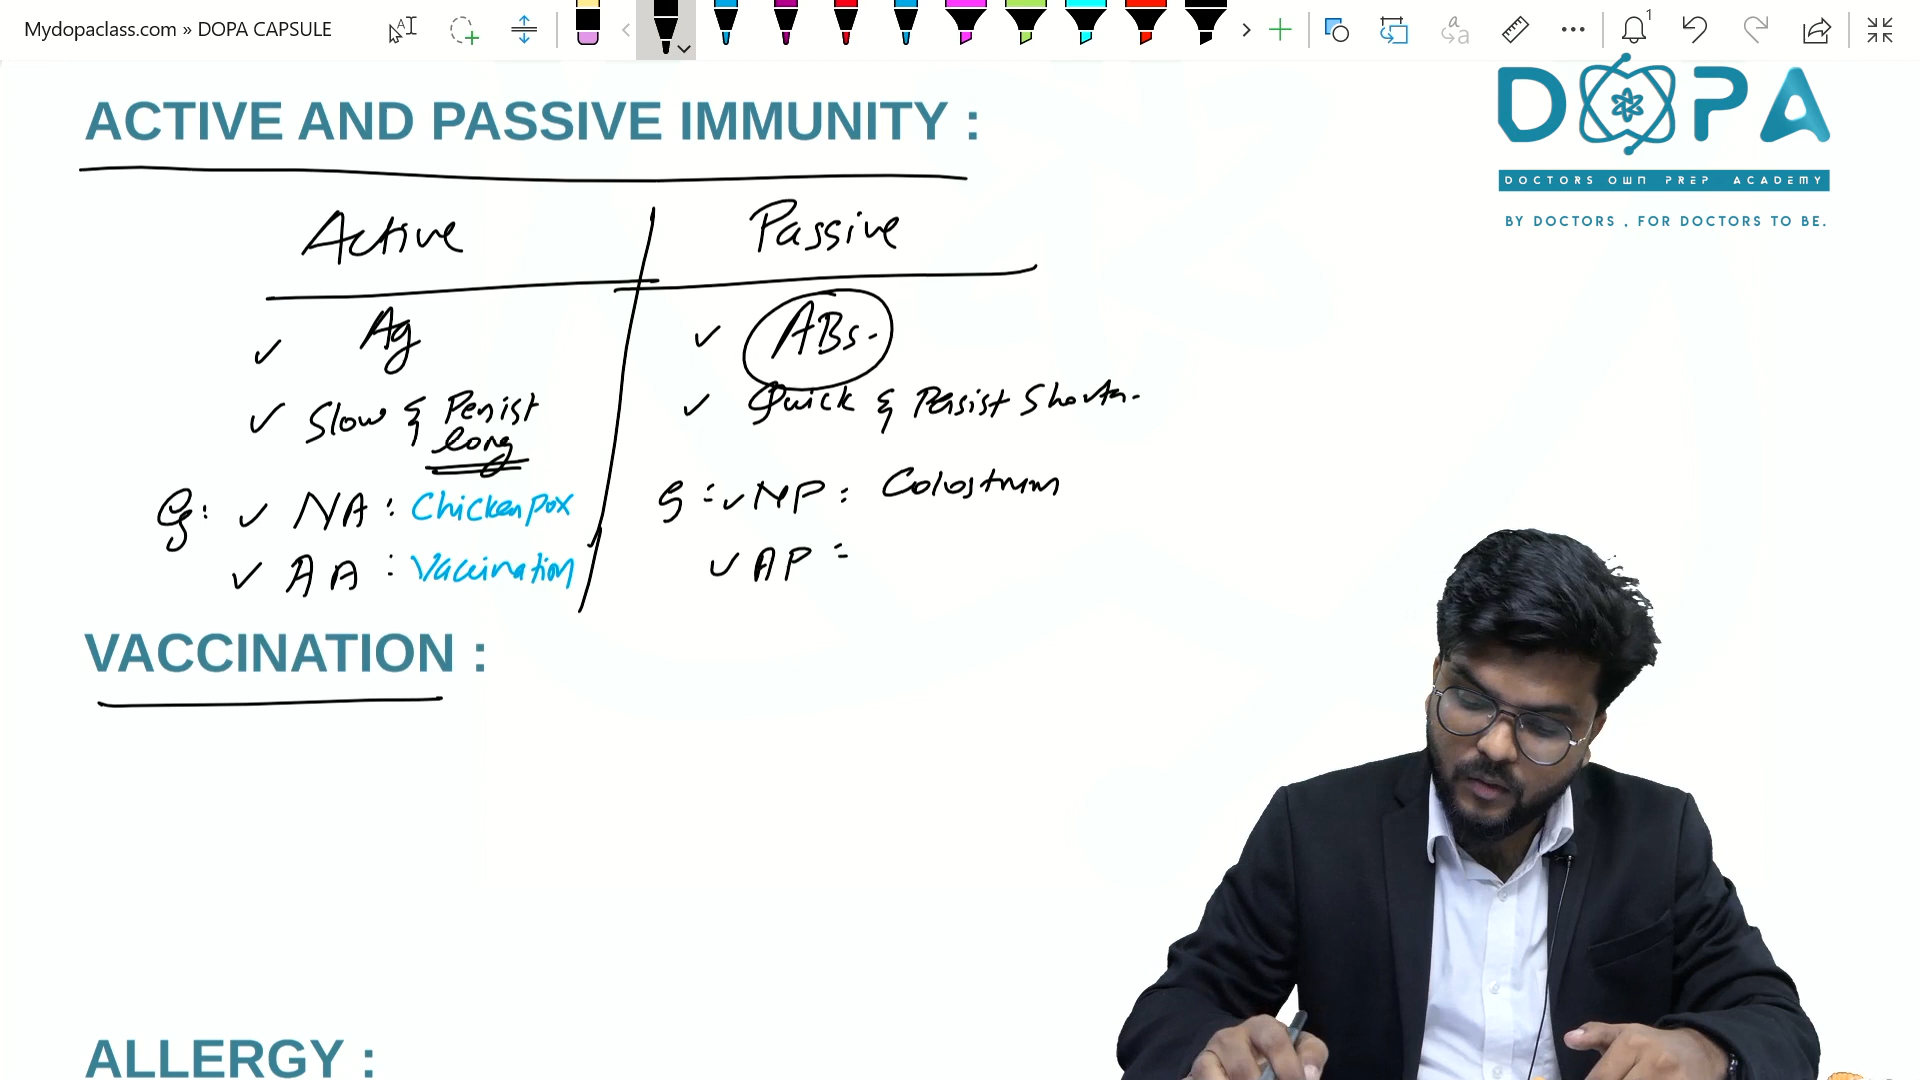 Mydopaclass.com » DOPA CAPSULE
1
ACTIVE AND PASSIVE IMMUNITY :
DOPA
DOCTORS OWN PREP ACADEMY
BY DOCTORS , FOR DOCTORS TO BE.
Active Passive
✓ Ag ✓ ABs.
✓ Slow & Persist long ✓ Quick & Persist Shorter.
Eg: ✓ NA : Chickenpox Eg : ✓ NP : Colostrum
✓ AA : Vaccination ✓ AP :
VACCINATION :
ALLERGY :